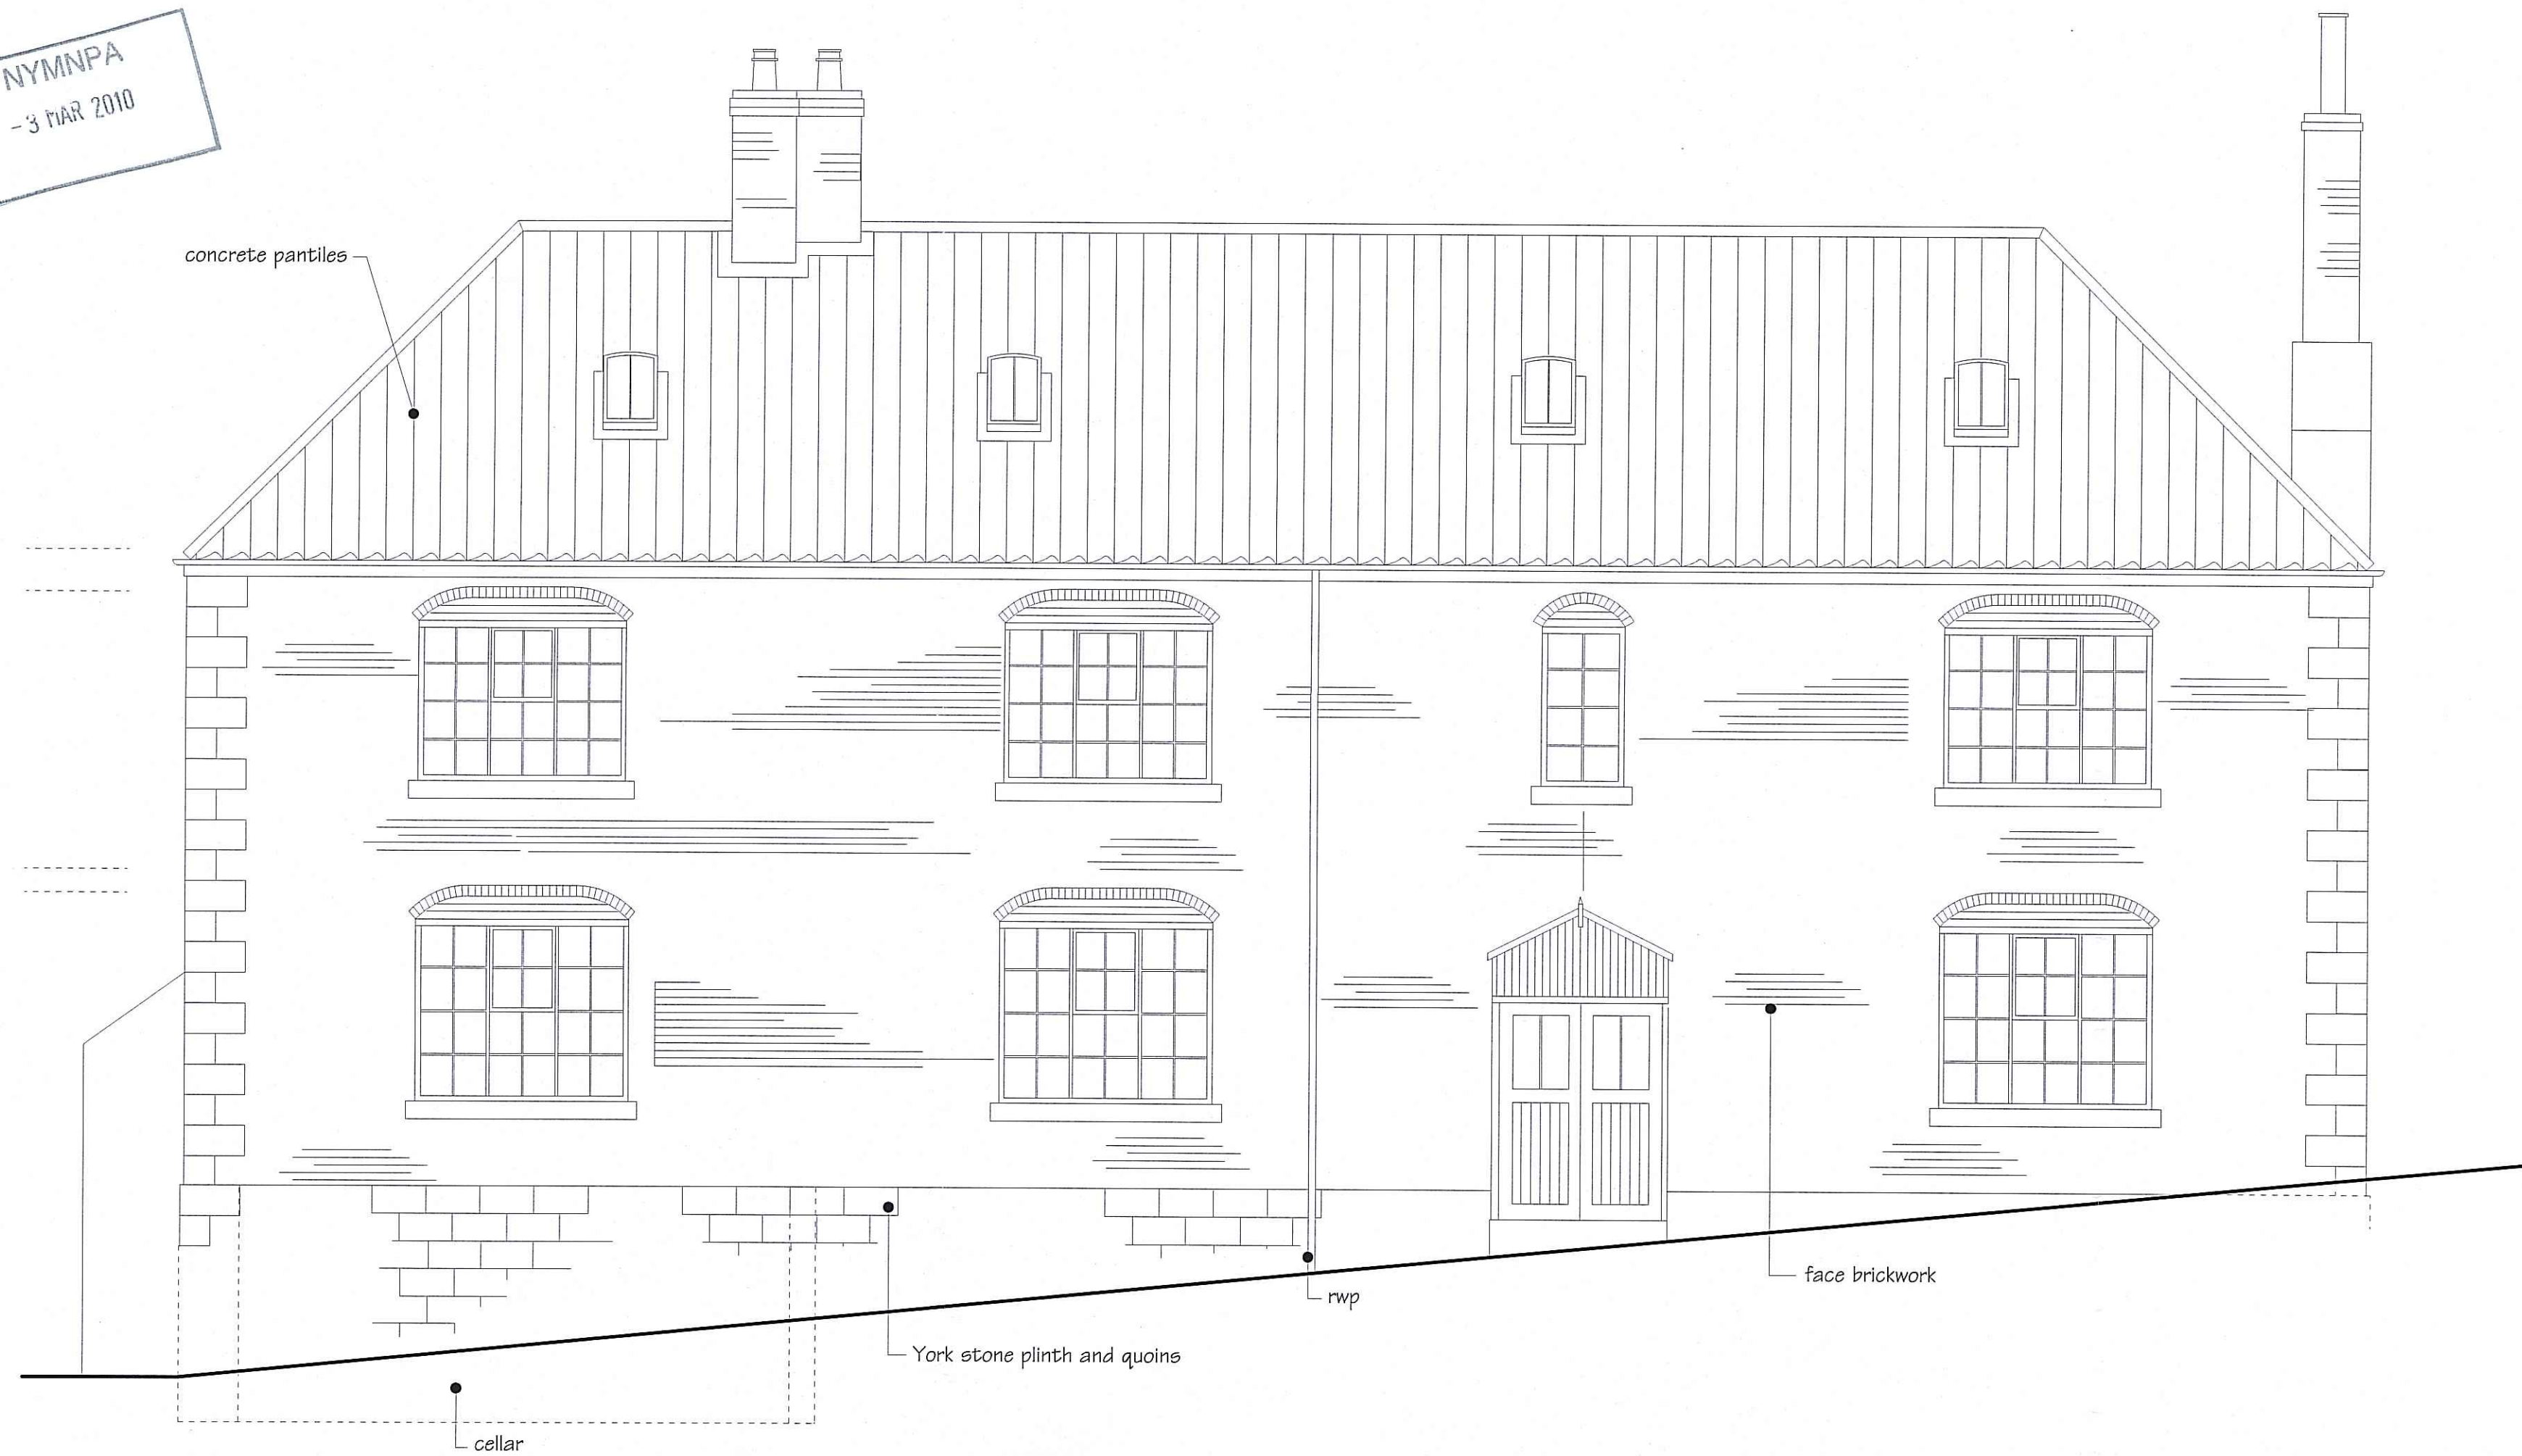 NYMNPA
-3 MAR 2010
concrete pantiles
face brickwork
rwp
York stone plinth and quoins
cellar